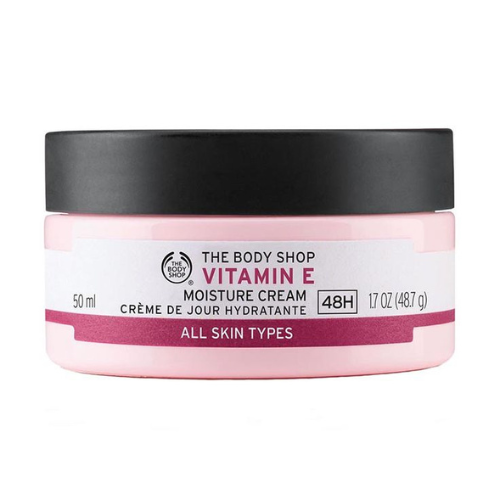 THE BODY SHOP
THE BODY SHOP
VITAMIN E
MOISTURE CREAM
CRÈME DE JOUR HYDRATANTE
48H
50 ml
1.7 OZ (48.7 g)
ALL SKIN TYPES